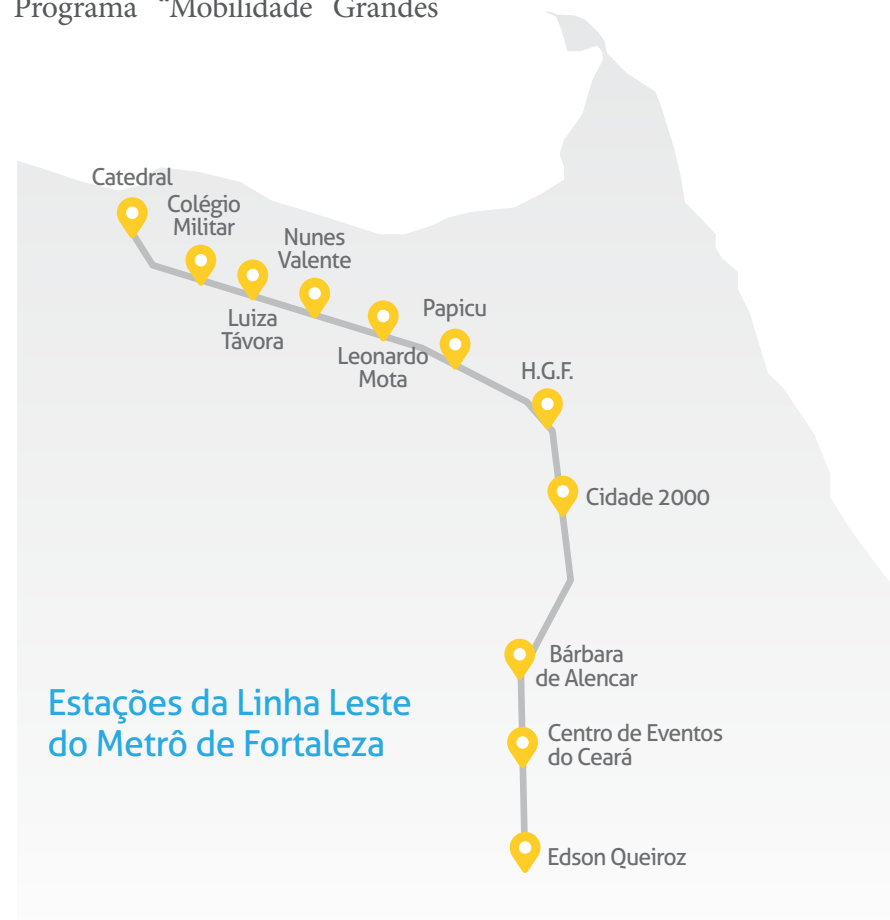 Programa “Mobilidade Grandes
Catedral
Colégio
Militar
Nunes
Valente
Luiza
Távora
Papicu
Leonardo
Mota
H.G.F.
Cidade 2000
Bárbara
de Alencar
Estações da Linha Leste
do Metrô de Fortaleza
Centro de Eventos
do Ceará
Edson Queiroz